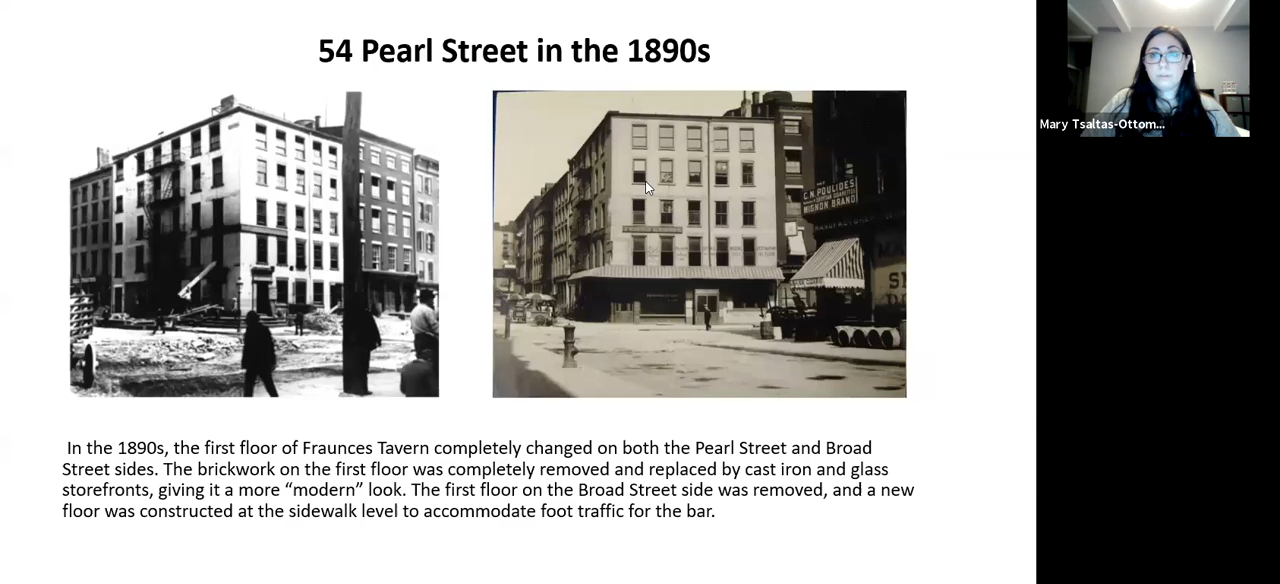 54 Pearl Street in the 1890s
C.N. POULIDES
MIGNON BRAND
Mary Tsaltas-Ottom...
In the 1890s, the first floor of Fraunces Tavern completely changed on both the Pearl Street and Broad
Street sides. The brickwork on the first floor was completely removed and replaced by cast iron and glass
storefronts, giving it a more “modern” look. The first floor on the Broad Street side was removed, and a new
floor was constructed at the sidewalk level to accommodate foot traffic for the bar.